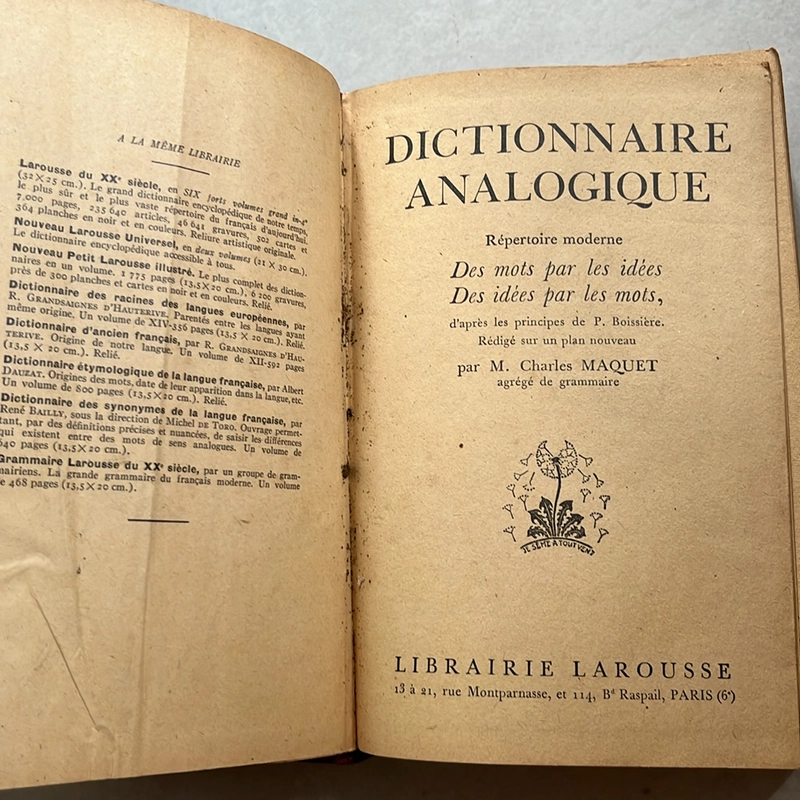 A LA MÊME LIBRAIRIE
Larousse du XXe siècle, en SIX forts volumes grand in-4°
(32×25 cm.). Le grand dictionnaire encyclopédique de notre temps,
le plus sûr et le plus vaste répertoire du français d'aujourd'hui.
7.000 pages, 235 640 articles, 46 641 gravures, 502 cartes et
364 planches en noir et en couleurs. Reliure artistique originale.
Nouveau Larousse Universel, en deux volumes (21 × 30 cm.).
Le dictionnaire encyclopédique accessible à tous.
Nouveau Petit Larousse illustré. Le plus complet des diction-
naires en un volume. 1 775 pages (13,5×20 cm.), 6 200 gravures,
près de 300 planches et cartes en noir et en couleurs. Relié.
Dictionnaire des racines des langues européennes, par
R. GRANDSAIGNES D'HAUTERIVE. Parentés entre les langues ayant
même origine. Un volume de XIV-356 pages (13,5 × 20 cm.). Relié.
Dictionnaire d'ancien français, par R. GRANDSAIGNES D'HAU-
TERIVE. Origine de notre langue. Un volume de XII-592 pages
(13,5 × 20 cm.). Relié.
Dictionnaire étymologique de la langue française, par Albert
DAUZAT. Origines des mots, date de leur apparition dans la langue, etc.
Un volume de 800 pages (13,5×20 cm.). Relié.
Dictionnaire des synonymes de la langue française, par
René BAILLY, sous la direction de Michel DE TORO. Ouvrage permet-
tant, par des définitions précises et nuancées, de saisir les différences
qui existent entre des mots de sens analogues. Un volume de
640 pages (13,5×20 cm.). Relié.
Grammaire Larousse du XXe siècle, par un groupe de gram-
mairiens. La grande grammaire du français moderne. Un volume
de 468 pages (13,5×20 cm.).
DICTIONNAIRE
ANALOGIQUE
Répertoire moderne
Des mots par les idées
Des idées par les mots,
d'après les principes de P. Boissière.
Rédigé sur un plan nouveau
par M. Charles MAQUET
agrégé de grammaire
JE SÈME À TOUT VENT
LIBRAIRIE LAROUSSE
13 à 21, rue Montparnasse, et 114, Bd Raspail, PARIS (6e)